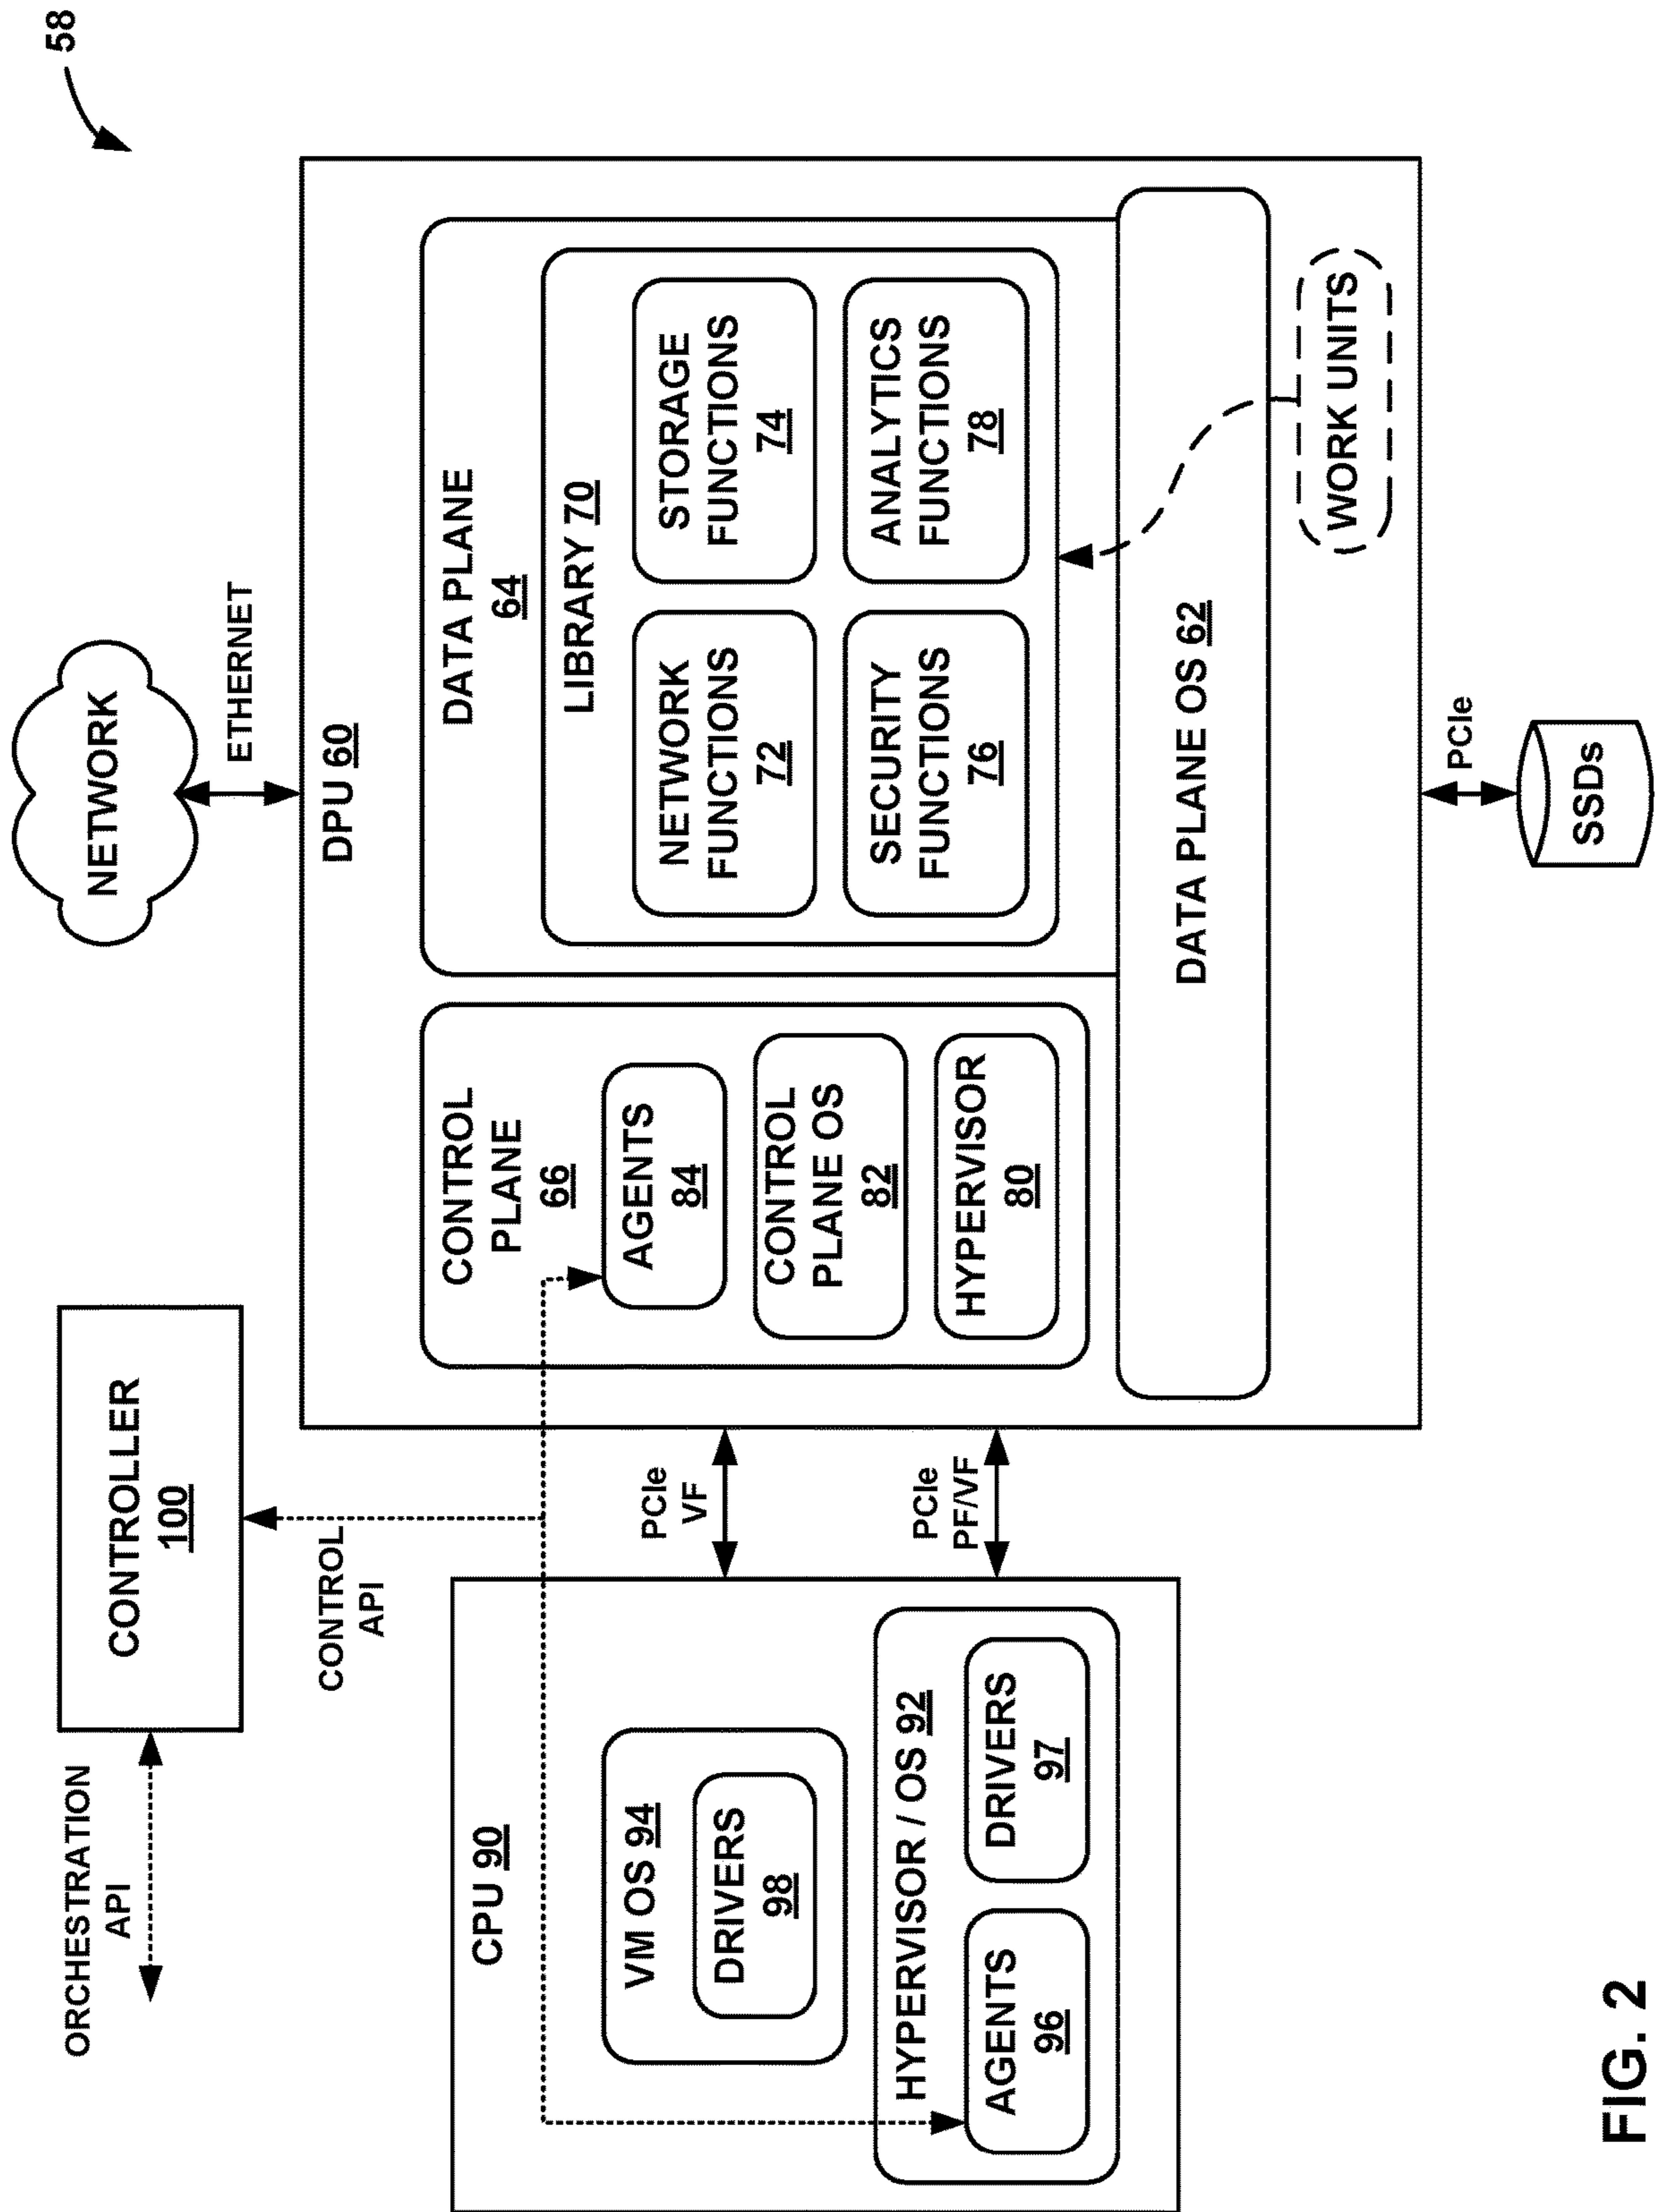 58
NETWORK
ETHERNET
ORCHESTRATION
API
CONTROLLER
100
CONTROL
API
CPU 90
VM OS 94
DRIVERS
98
HYPERVISOR / OS 92
AGENTS
96
DRIVERS
97
PCIe
VF
PCIe
PF/VF
DPU 60
CONTROL
PLANE
66
AGENTS
84
CONTROL
PLANE OS
82
HYPERVISOR
80
DATA PLANE
64
LIBRARY 70
NETWORK
FUNCTIONS
72
STORAGE
FUNCTIONS
74
SECURITY
FUNCTIONS
76
ANALYTICS
FUNCTIONS
78
DATA PLANE OS 62
WORK UNITS
PCIe
SSDs
FIG. 2